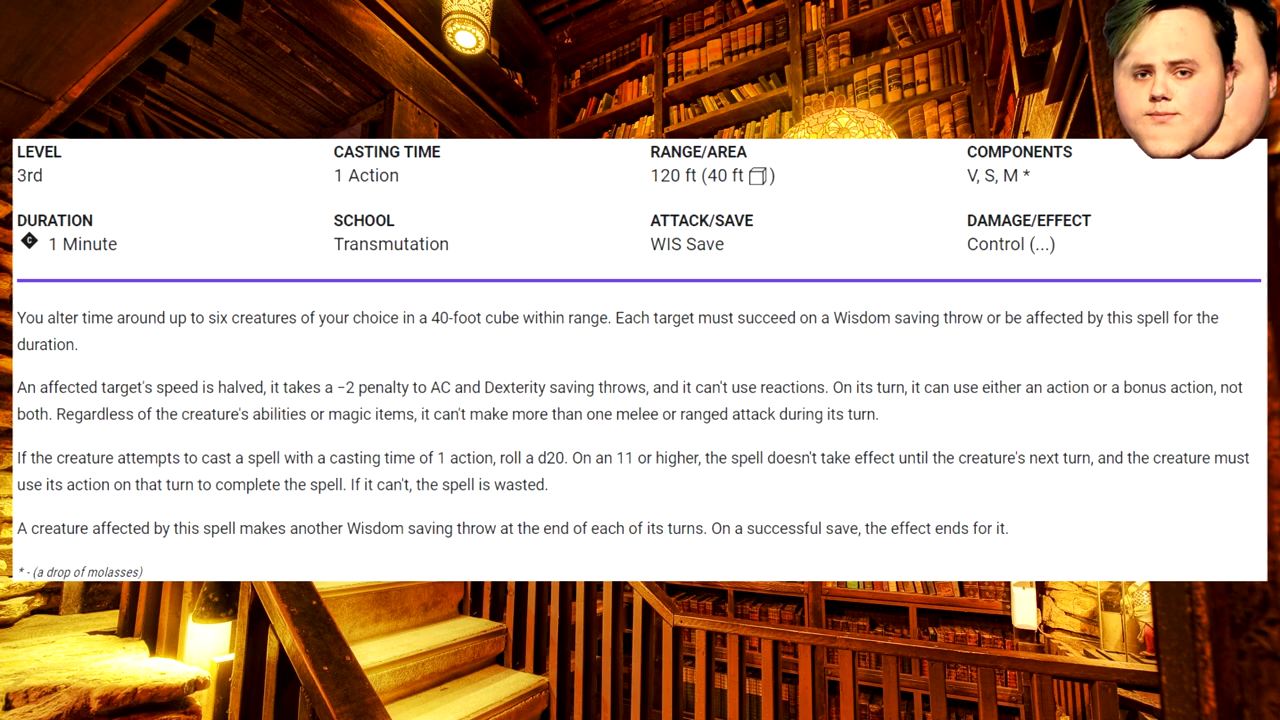 LEVEL CASTING TIME RANGE/AREA COMPONENTS
3rd 1 Action 120 ft (40 ft ) V, S, M *
DURATION SCHOOL ATTACK/SAVE DAMAGE/EFFECT
C 1 Minute Transmutation WIS Save Control (...)
You alter time around up to six creatures of your choice in a 40-foot cube within range. Each target must succeed on a Wisdom saving throw or be affected by this spell for the
duration.
An affected target's speed is halved, it takes a −2 penalty to AC and Dexterity saving throws, and it can't use reactions. On its turn, it can use either an action or a bonus action, not
both. Regardless of the creature's abilities or magic items, it can't make more than one melee or ranged attack during its turn.
If the creature attempts to cast a spell with a casting time of 1 action, roll a d20. On an 11 or higher, the spell doesn't take effect until the creature's next turn, and the creature must
use its action on that turn to complete the spell. If it can't, the spell is wasted.
A creature affected by this spell makes another Wisdom saving throw at the end of each of its turns. On a successful save, the effect ends for it.
* - (a drop of molasses)